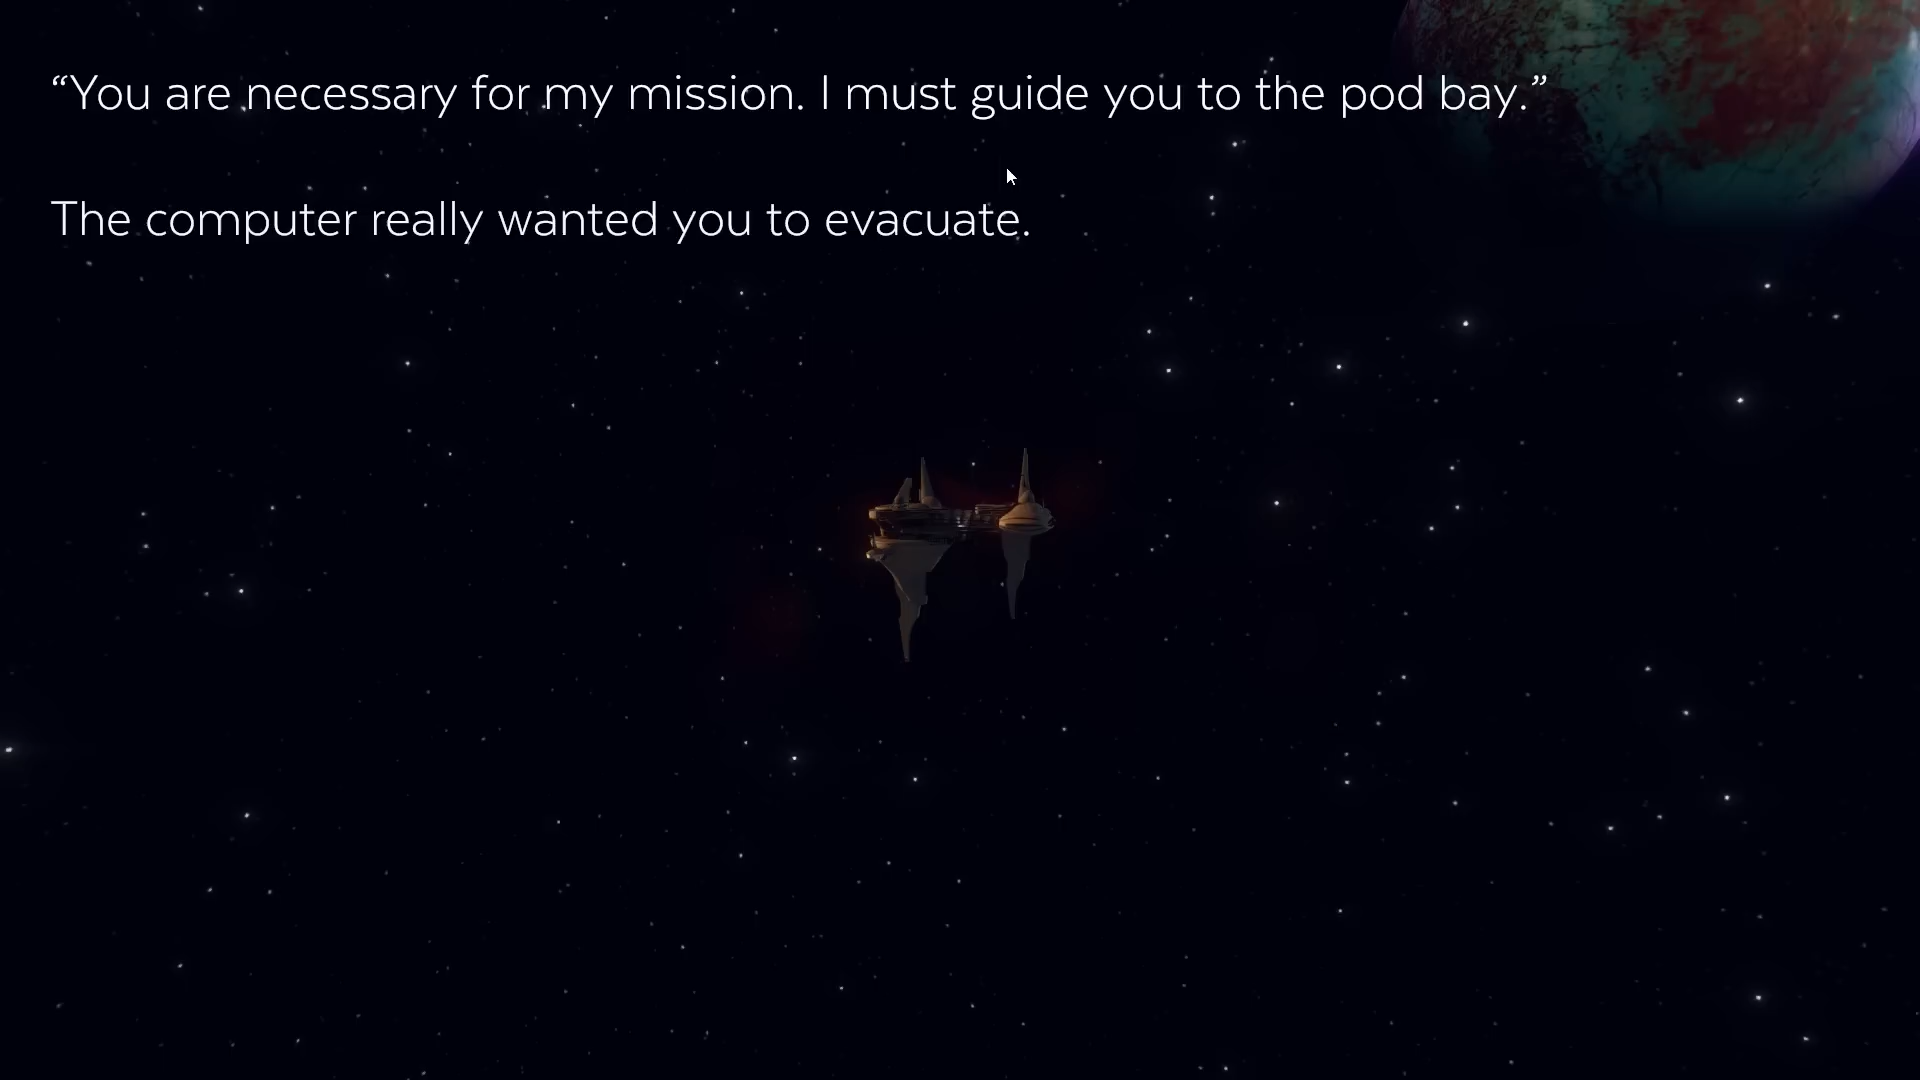 “You are necessary for my mission. I must guide you to the pod bay.”
The computer really wanted you to evacuate.